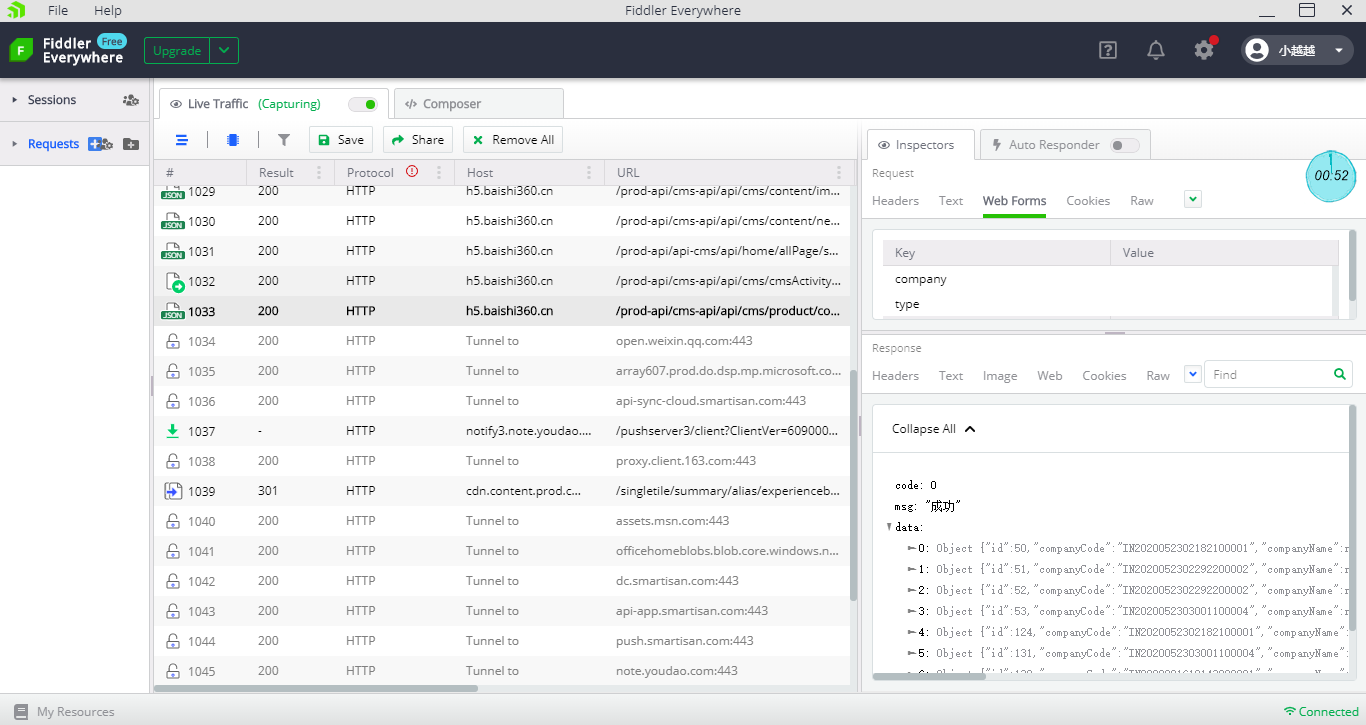 File Help Fiddler Everywhere
F Fiddler Everywhere Free Upgrade 小越越
Sessions
Requests
Live Traffic (Capturing) Composer
Save Share Remove All
# Result Protocol Host URL
JSON 1029 200 HTTP h5.baishi360.cn /prod-api/cms-api/api/cms/content/im...
JSON 1030 200 HTTP h5.baishi360.cn /prod-api/cms-api/api/cms/content/ne...
JSON 1031 200 HTTP h5.baishi360.cn /prod-api/api-cms/api/home/allPage/s...
1032 200 HTTP h5.baishi360.cn /prod-api/cms-api/api/cms/cmsActivity...
JSON 1033 200 HTTP h5.baishi360.cn /prod-api/cms-api/api/cms/product/co...
1034 200 HTTP Tunnel to open.weixin.qq.com:443
1035 200 HTTP Tunnel to array607.prod.do.dsp.mp.microsoft.co...
1036 200 HTTP Tunnel to api-sync-cloud.smartisan.com:443
1037 - HTTP notify3.note.youdao.... /pushserver3/client?ClientVer=609000...
1038 200 HTTP Tunnel to proxy.client.163.com:443
1039 301 HTTP cdn.content.prod.c... /singletile/summary/alias/experienceb...
1040 200 HTTP Tunnel to assets.msn.com:443
1041 200 HTTP Tunnel to officehomeblobs.blob.core.windows.n...
1042 200 HTTP Tunnel to dc.smartisan.com:443
1043 200 HTTP Tunnel to api-app.smartisan.com:443
1044 200 HTTP Tunnel to push.smartisan.com:443
1045 200 HTTP Tunnel to note.youdao.com:443
Inspectors Auto Responder
Request
00:52
Headers Text Web Forms Cookies Raw
Key Value
company
type
Response
Headers Text Image Web Cookies Raw Find
Collapse All
code: 0
msg: "成功"
data:
0: Object {"id":50,"companyCode":"IN2020052302182100001","companyName":n
1: Object {"id":51,"companyCode":"IN2020052302292200002","companyName":n
2: Object {"id":52,"companyCode":"IN2020052302292200002","companyName":n
3: Object {"id":53,"companyCode":"IN2020052303001100004","companyName":n
4: Object {"id":124,"companyCode":"IN2020052302182100001","companyName":
5: Object {"id":131,"companyCode":"IN2020052303001100004","companyName":
My Resources Connected